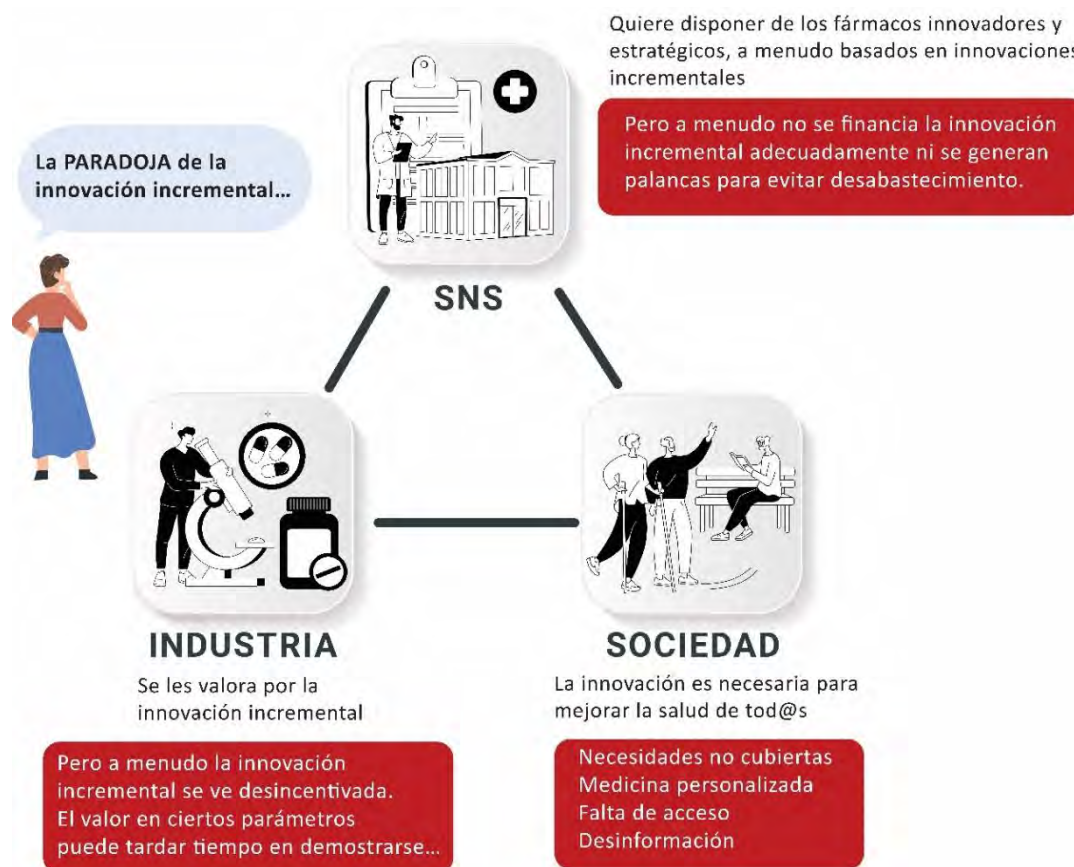 Quiere disponer de los fármacos innovadores y
estratégicos, a menudo basados en innovaciones
incrementales
Pero a menudo no se financia la innovación
incremental adecuadamente ni se generan
palancas para evitar desabastecimiento.
La PARADOJA de la
innovación incremental...
SNS
INDUSTRIA
Se les valora por la
innovación incremental
Pero a menudo la innovación
incremental se ve desincentivada.
El valor en ciertos parámetros
puede tardar tiempo en demostrarse...
SOCIEDAD
La innovación es necesaria para
mejorar la salud de tod@s
Necesidades no cubiertas
Medicina personalizada
Falta de acceso
Desinformación